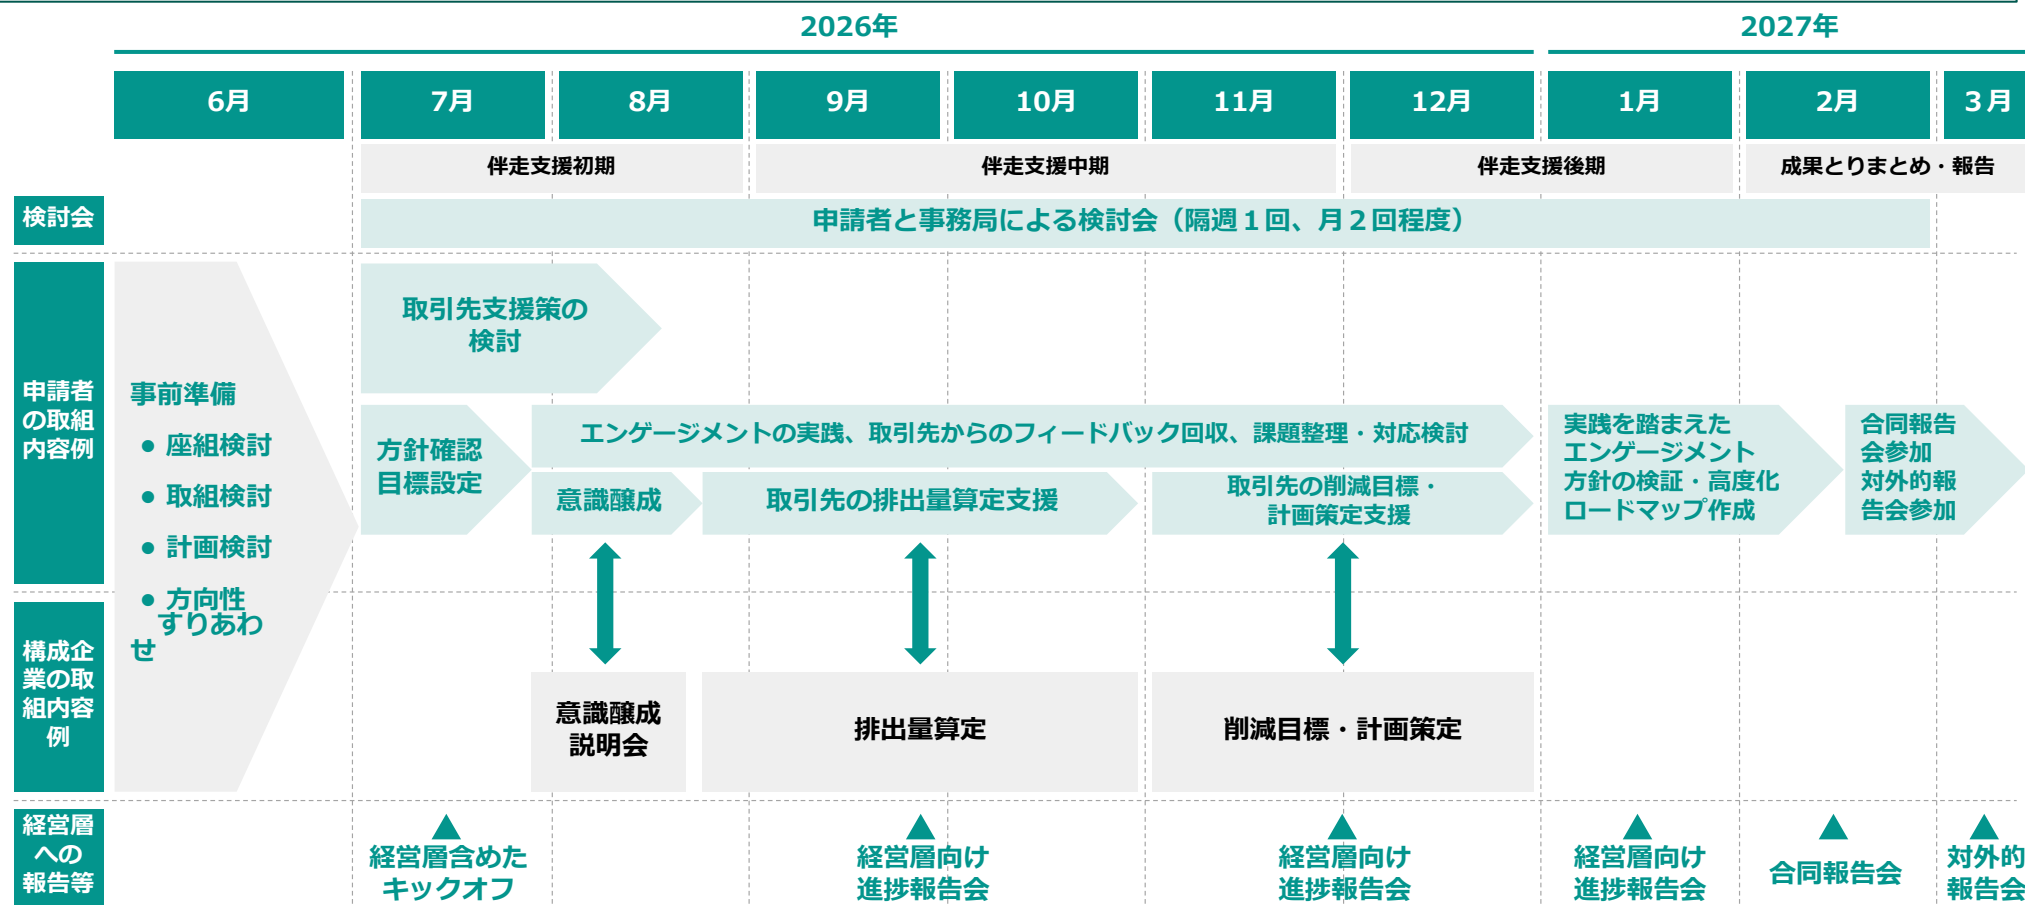 2026年
2027年
6月
7月
8月
9月
10月
11月
12月
1月
2月
3月
伴走支援初期
伴走支援中期
伴走支援後期
成果とりまとめ・報告
検討会
申請者と事務局による検討会（隔週１回、月２回程度）
申請者
の取組
内容例
事前準備
● 座組検討
● 取組検討
● 計画検討
● 方向性
すりあわ
せ
取引先支援策の
検討
方針確認
目標設定
エンゲージメントの実践、取引先からのフィードバック回収、課題整理・対応検討
意識醸成
取引先の排出量算定支援
取引先の削減目標・
計画策定支援
実践を踏まえた
エンゲージメント
方針の検証・高度化
ロードマップ作成
合同報告
会参加
対外的報
告会参加
構成企
業の取
組内容
例
意識醸成
説明会
排出量算定
削減目標・計画策定
経営層
への
報告等
経営層含めた
キックオフ
経営層向け
進捗報告会
経営層向け
進捗報告会
経営層向け
進捗報告会
合同報告会
対外的
報告会